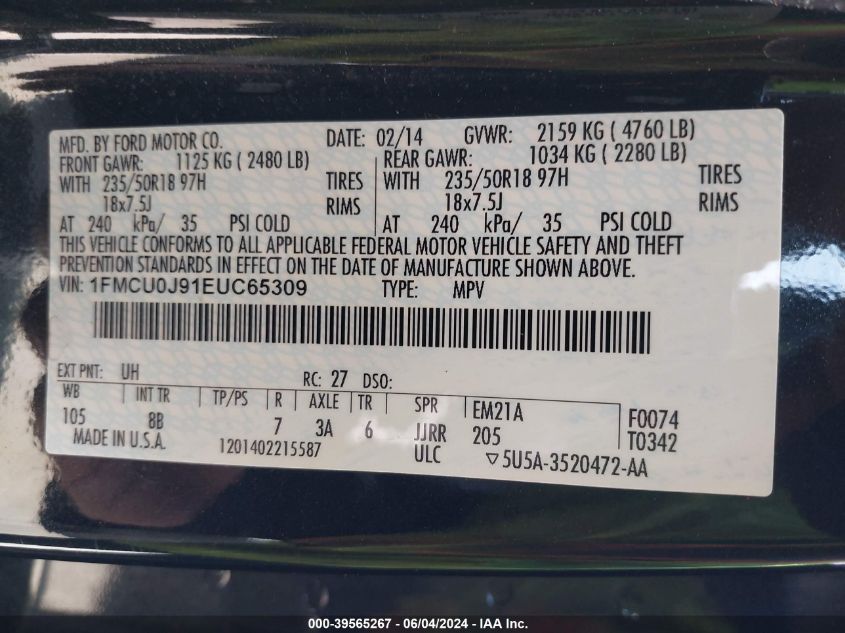 MFD. BY FORD MOTOR CO. DATE: 02/14 GVWR: 2159 KG ( 4760 LB)
FRONT GAWR: 1125 KG ( 2480 LB) REAR GAWR: 1034 KG ( 2280 LB)
WITH 235/50R18 97H TIRES WITH 235/50R18 97H TIRES
18x7.5J RIMS 18x7.5J RIMS
AT 240 kPa/ 35 PSI COLD AT 240 kPa/ 35 PSI COLD
THIS VEHICLE CONFORMS TO ALL APPLICABLE FEDERAL MOTOR VEHICLE SAFETY AND THEFT
PREVENTION STANDARDS IN EFFECT ON THE DATE OF MANUFACTURE SHOWN ABOVE.
VIN: 1FMCU0J91EUC65309 TYPE: MPV
EXT PNT: UH RC: 27 DSO:
WB INT TR TP/PS R AXLE TR SPR EM21A F0074
105 8B 7 3A 6 JJRR 205 T0342
MADE IN U.S.A. 1201402215587 ULC ▽5U5A-3520472-AA
000-39565267 - 06/04/2024 - IAA Inc.